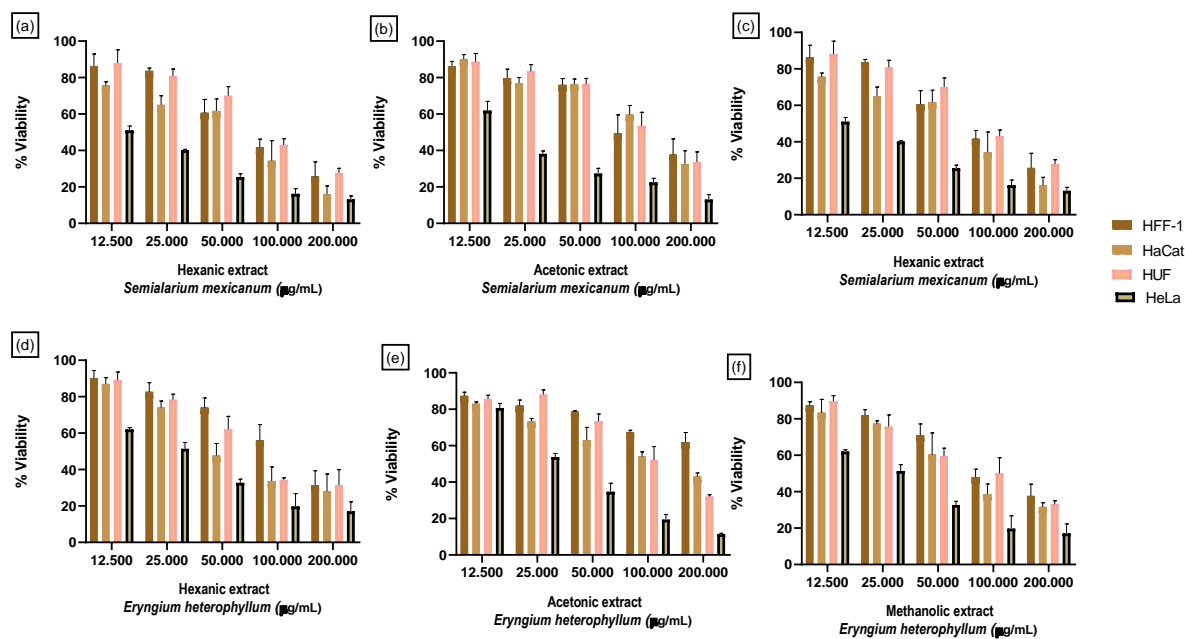 (a)
100
80
60
40
20
0
% Viability
12.500 25.000 50.000 100.000 200.000
Hexanic extract
Semialarium mexicanum (μg/mL)
(b)
100
80
60
40
20
0
% Viability
12.500 25.000 50.000 100.000 200.000
Acetonic extract
Semialarium mexicanum (μg/mL)
(c)
100
80
60
40
20
0
% Viability
12.500 25.000 50.000 100.000 200.000
Hexanic extract
Semialarium mexicanum (μg/mL)
HFF-1
HaCat
HUF
HeLa
(d)
100
80
60
40
20
0
% Viability
12.500 25.000 50.000 100.000 200.000
Hexanic extract
Eryngium heterophyllum (μg/mL)
(e)
100
80
60
40
20
0
% Viability
12.500 25.000 50.000 100.000 200.000
Acetonic extract
Eryngium heterophyllum (μg/mL)
(f)
100
80
60
40
20
0
% Viability
12.500 25.000 50.000 100.000 200.000
Methanolic extract
Eryngium heterophyllum (μg/mL)